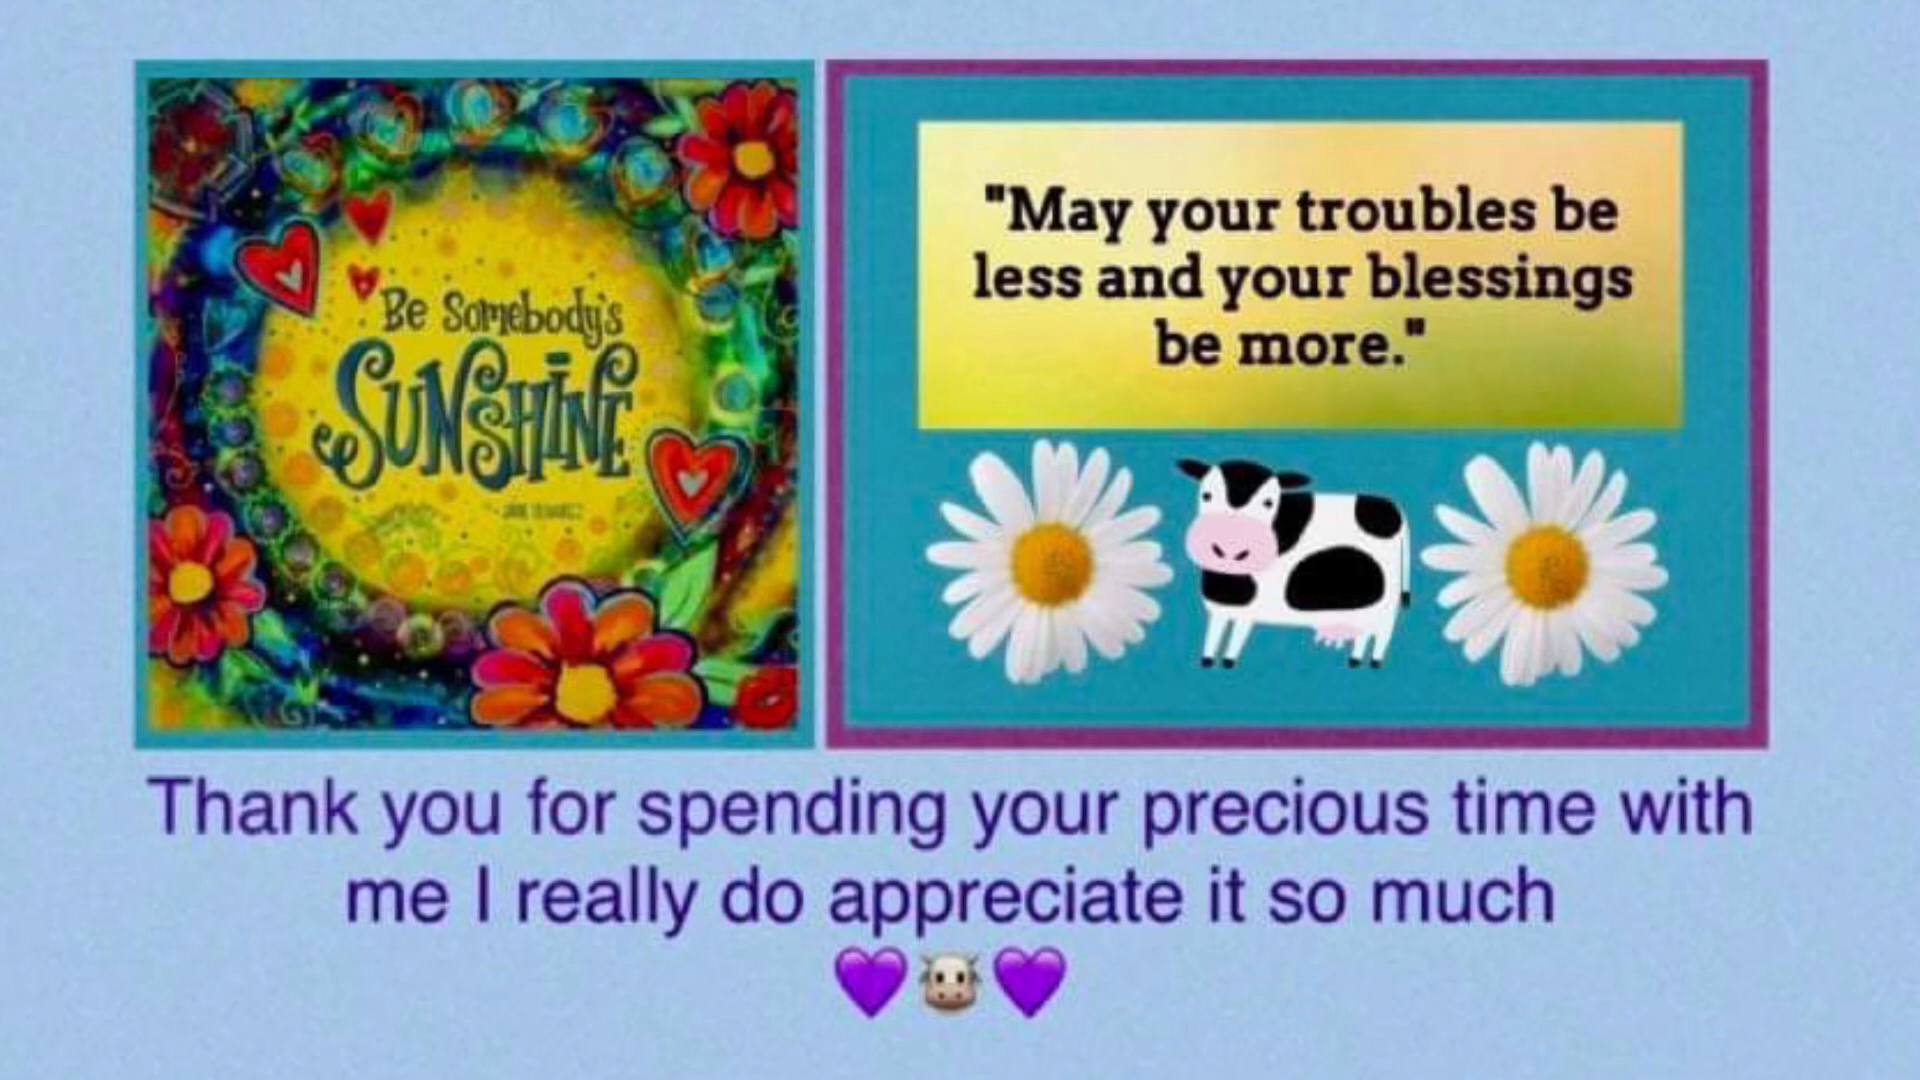 Be Somebody's
SUNSHINE
"May your troubles be
less and your blessings
be more."
Thank you for spending your precious time with
me I really do appreciate it so much
💜🐮💜